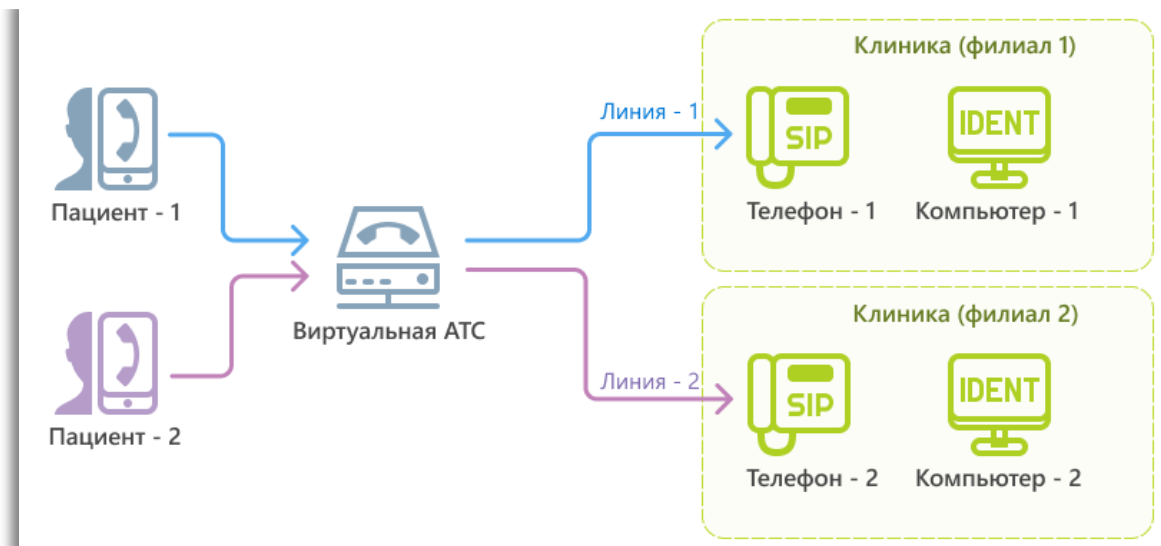 Клиника (филиал 1)
Линия - 1
SIP
IDENT
Пациент - 1
Телефон - 1
Компьютер - 1
Виртуальная АТС
Клиника (филиал 2)
Линия - 2
SIP
IDENT
Пациент - 2
Телефон - 2
Компьютер - 2